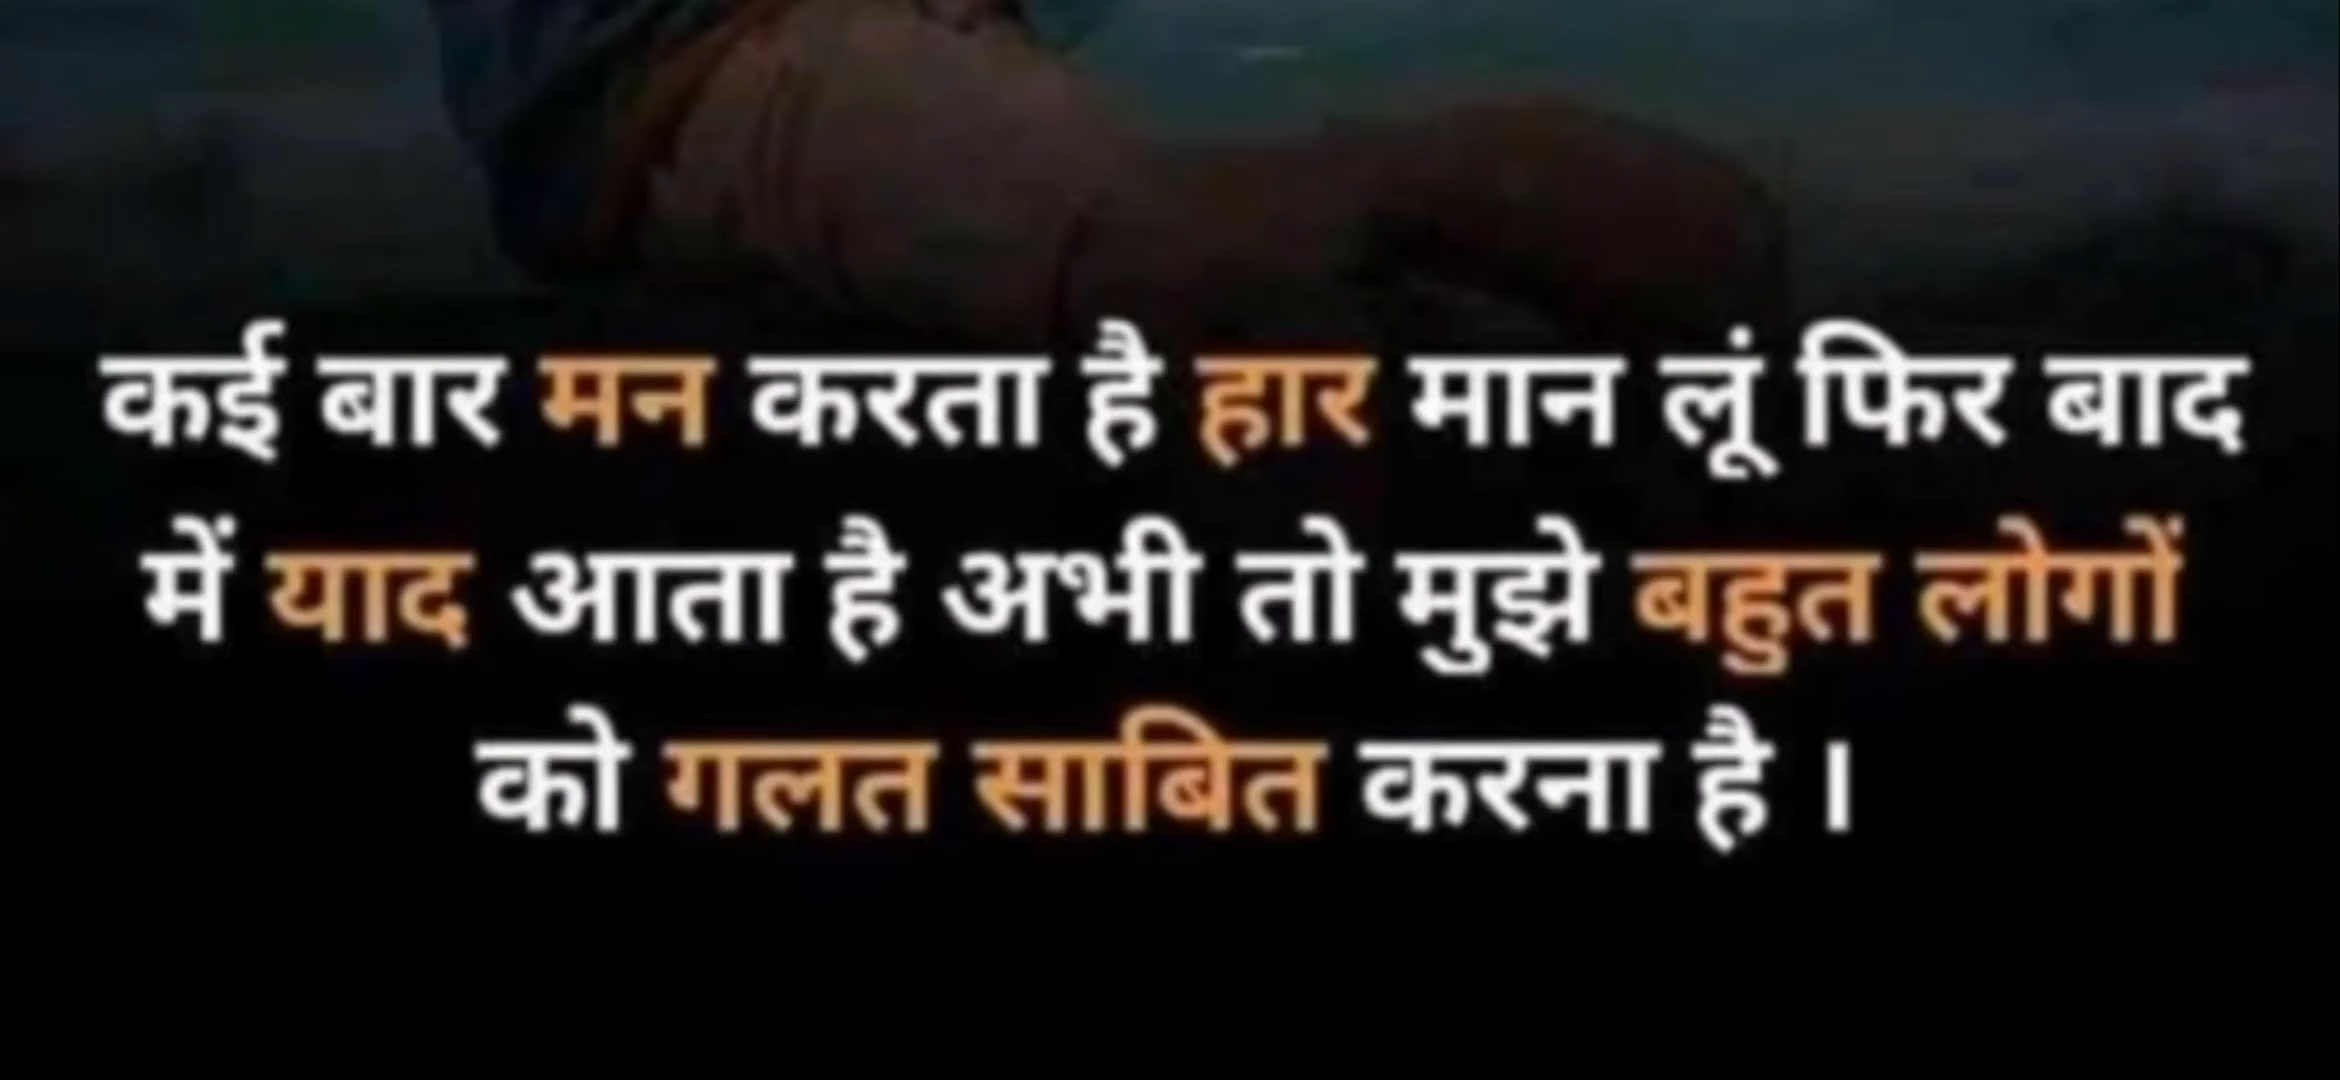 कई बार मन करता है हार मान लूं फिर बाद
में याद आता है अभी तो मुझे बहुत लोगों
को गलत साबित करना है ।